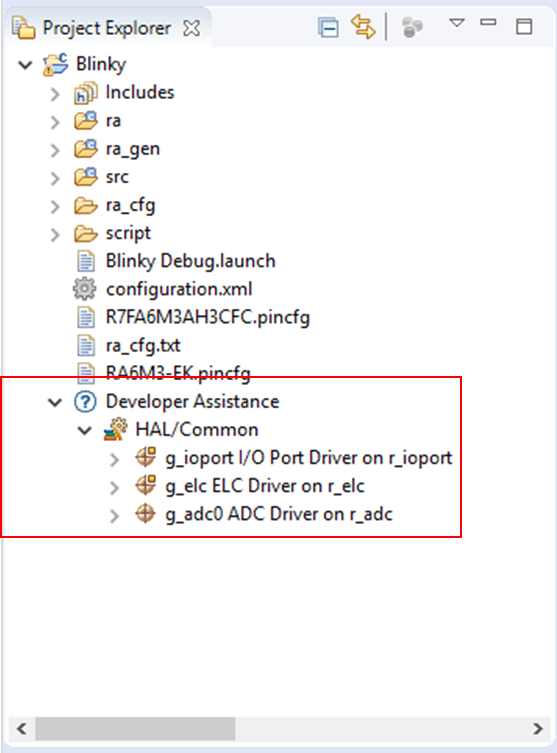 Project Explorer
Blinky
Includes
ra
ra_gen
src
ra_cfg
script
Blinky Debug.launch
configuration.xml
R7FA6M3AH3CFC.pincfg
ra_cfg.txt
RA6M3-EK.pincfg
Developer Assistance
HAL/Common
g_ioport I/O Port Driver on r_ioport
g_elc ELC Driver on r_elc
g_adc0 ADC Driver on r_adc